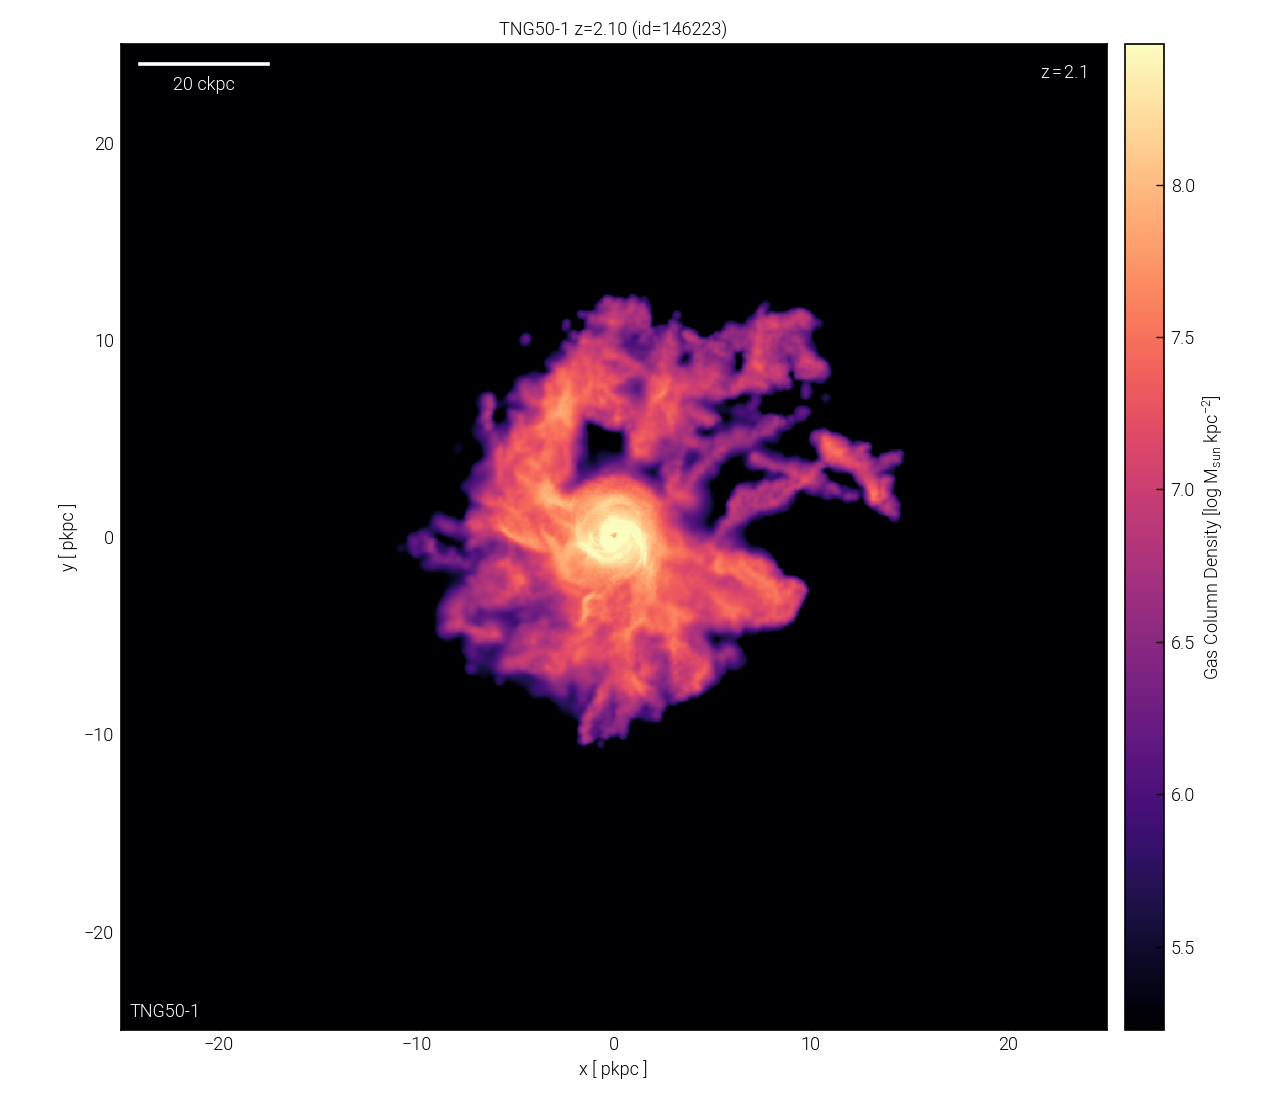 TNG50-1 z=2.10 (id=146223)
20 ckpc
z=2.1
20
10
0
−10
−20
y [ pkpc ]
TNG50-1
−20
−10
0
10
20
x [ pkpc ]
8.0
7.5
7.0
6.5
6.0
5.5
Gas Column Density [log M_sun kpc⁻²]